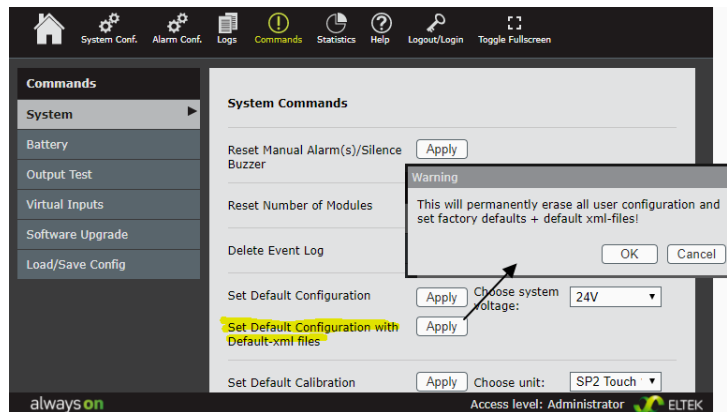 System Conf. Alarm Conf. Logs Commands Statistics Help Logout/Login Toggle Fullscreen
Commands
System
Battery
Output Test
Virtual Inputs
Software Upgrade
Load/Save Config
System Commands
Reset Manual Alarm(s)/Silence Apply
Buzzer
Reset Number of Modules
Delete Event Log
Warning
This will permanently erase all user configuration and
set factory defaults + default xml-files!
OK Cancel
Set Default Configuration Apply Choose system 24V
voltage:
Set Default Configuration with Apply
Default-xml files
Set Default Calibration Apply Choose unit: SP2 Touch
always on Access level: Administrator ELTEK